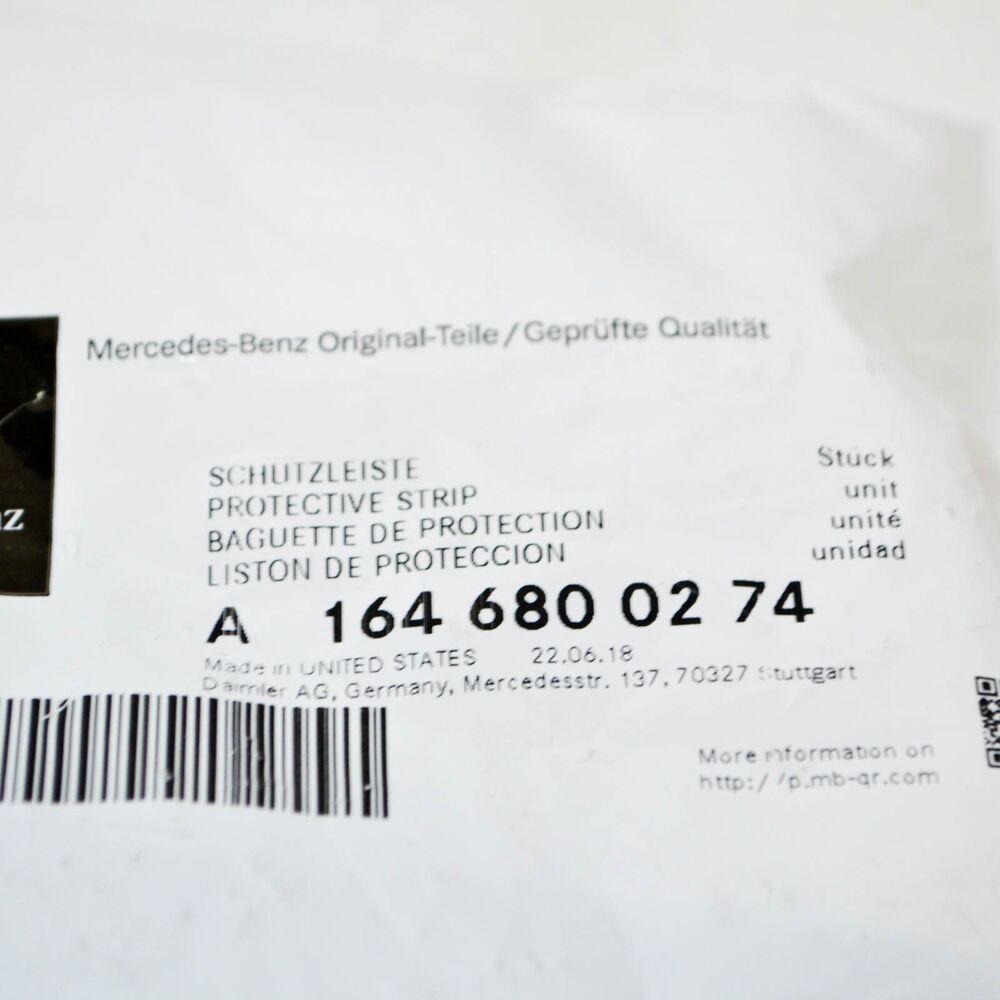 Mercedes-Benz Original-Teile/Geprüfte Qualität
SCHUTZLEISTE Stück
PROTECTIVE STRIP unit
BAGUETTE DE PROTECTION unité
LISTON DE PROTECCION unidad
nz
A 164 680 02 74
Made in UNITED STATES 22.06.18
Daimler AG, Germany, Mercedesstr. 137, 70327 Stuttgart
More information on
http://p.mb-qr.com